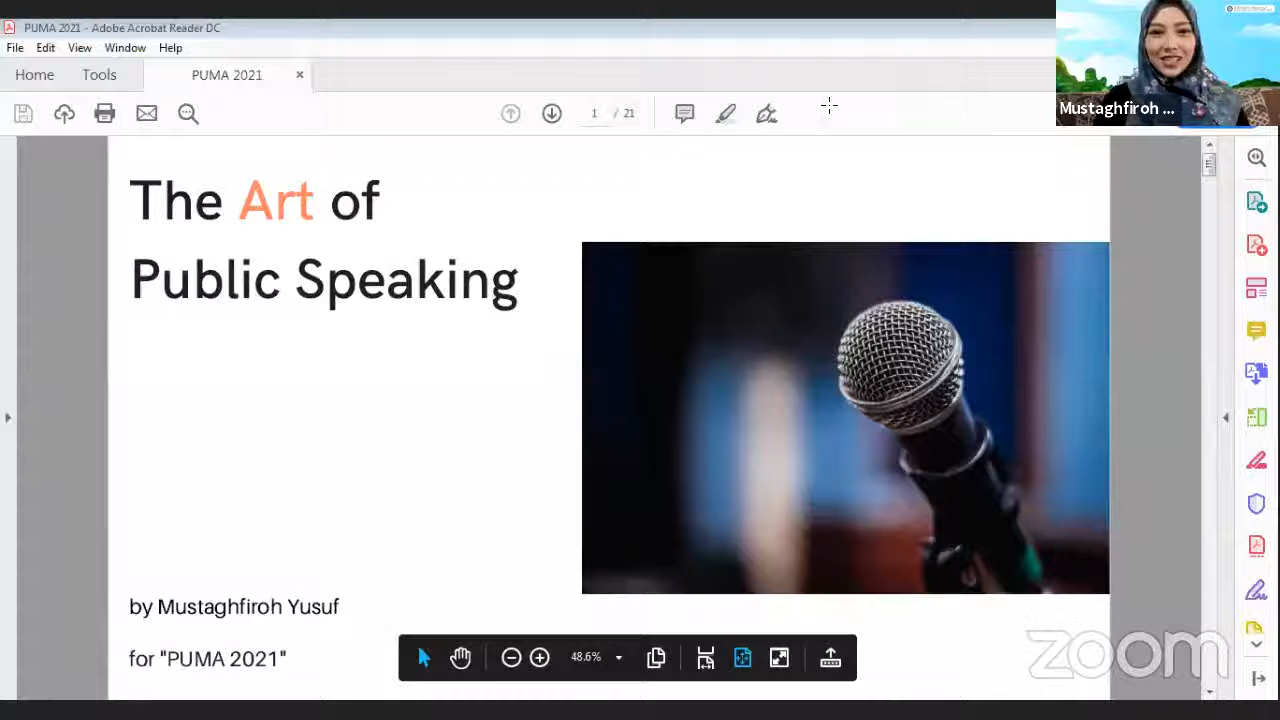 PUMA 2021 - Adobe Acrobat Reader DC
File Edit View Window Help
Home Tools PUMA 2021 ×
1 / 21
Mustaghfiroh ...
The Art of
Public Speaking
by Mustaghfiroh Yusuf
for "PUMA 2021"
48.6%
zoom